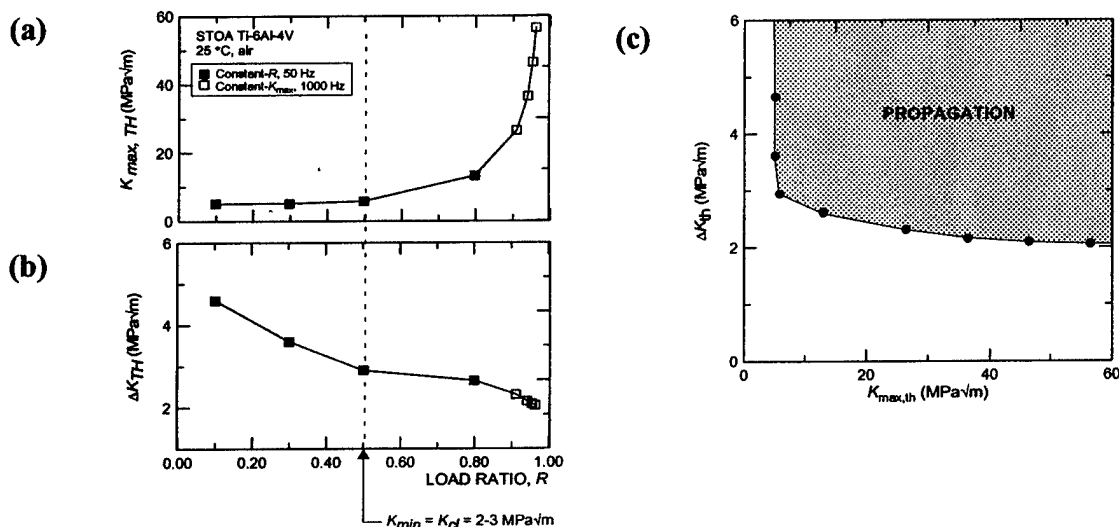 (a)
60
40
20
0
K max, TH (MPa√m)
STOA Ti-6Al-4V
25 °C, air
Constant-R, 50 Hz
Constant-Kmax, 1000 Hz
(b)
6
4
2
ΔKTH (MPa√m)
0.00 0.20 0.40 0.60 0.80 1.00
LOAD RATIO, R
Kmin = Kcl = 2-3 MPa√m
(c)
6
4
2
0
ΔKth (MPa√m)
PROPAGATION
0 20 40 60
Kmax,th (MPa√m)